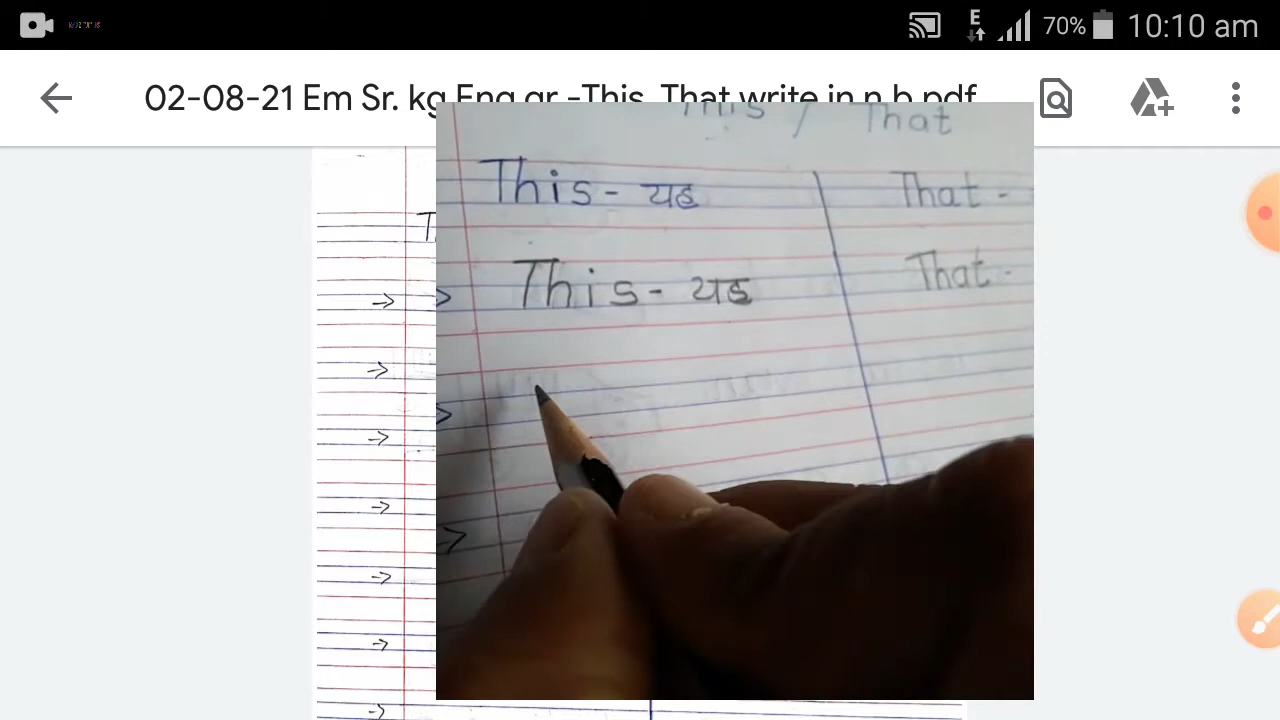 70% 10:10 am
02-08-21 Em Sr. kg Eng gr -This, That write in n.b.pdf
This / That
This - यह That -
This - यह That -